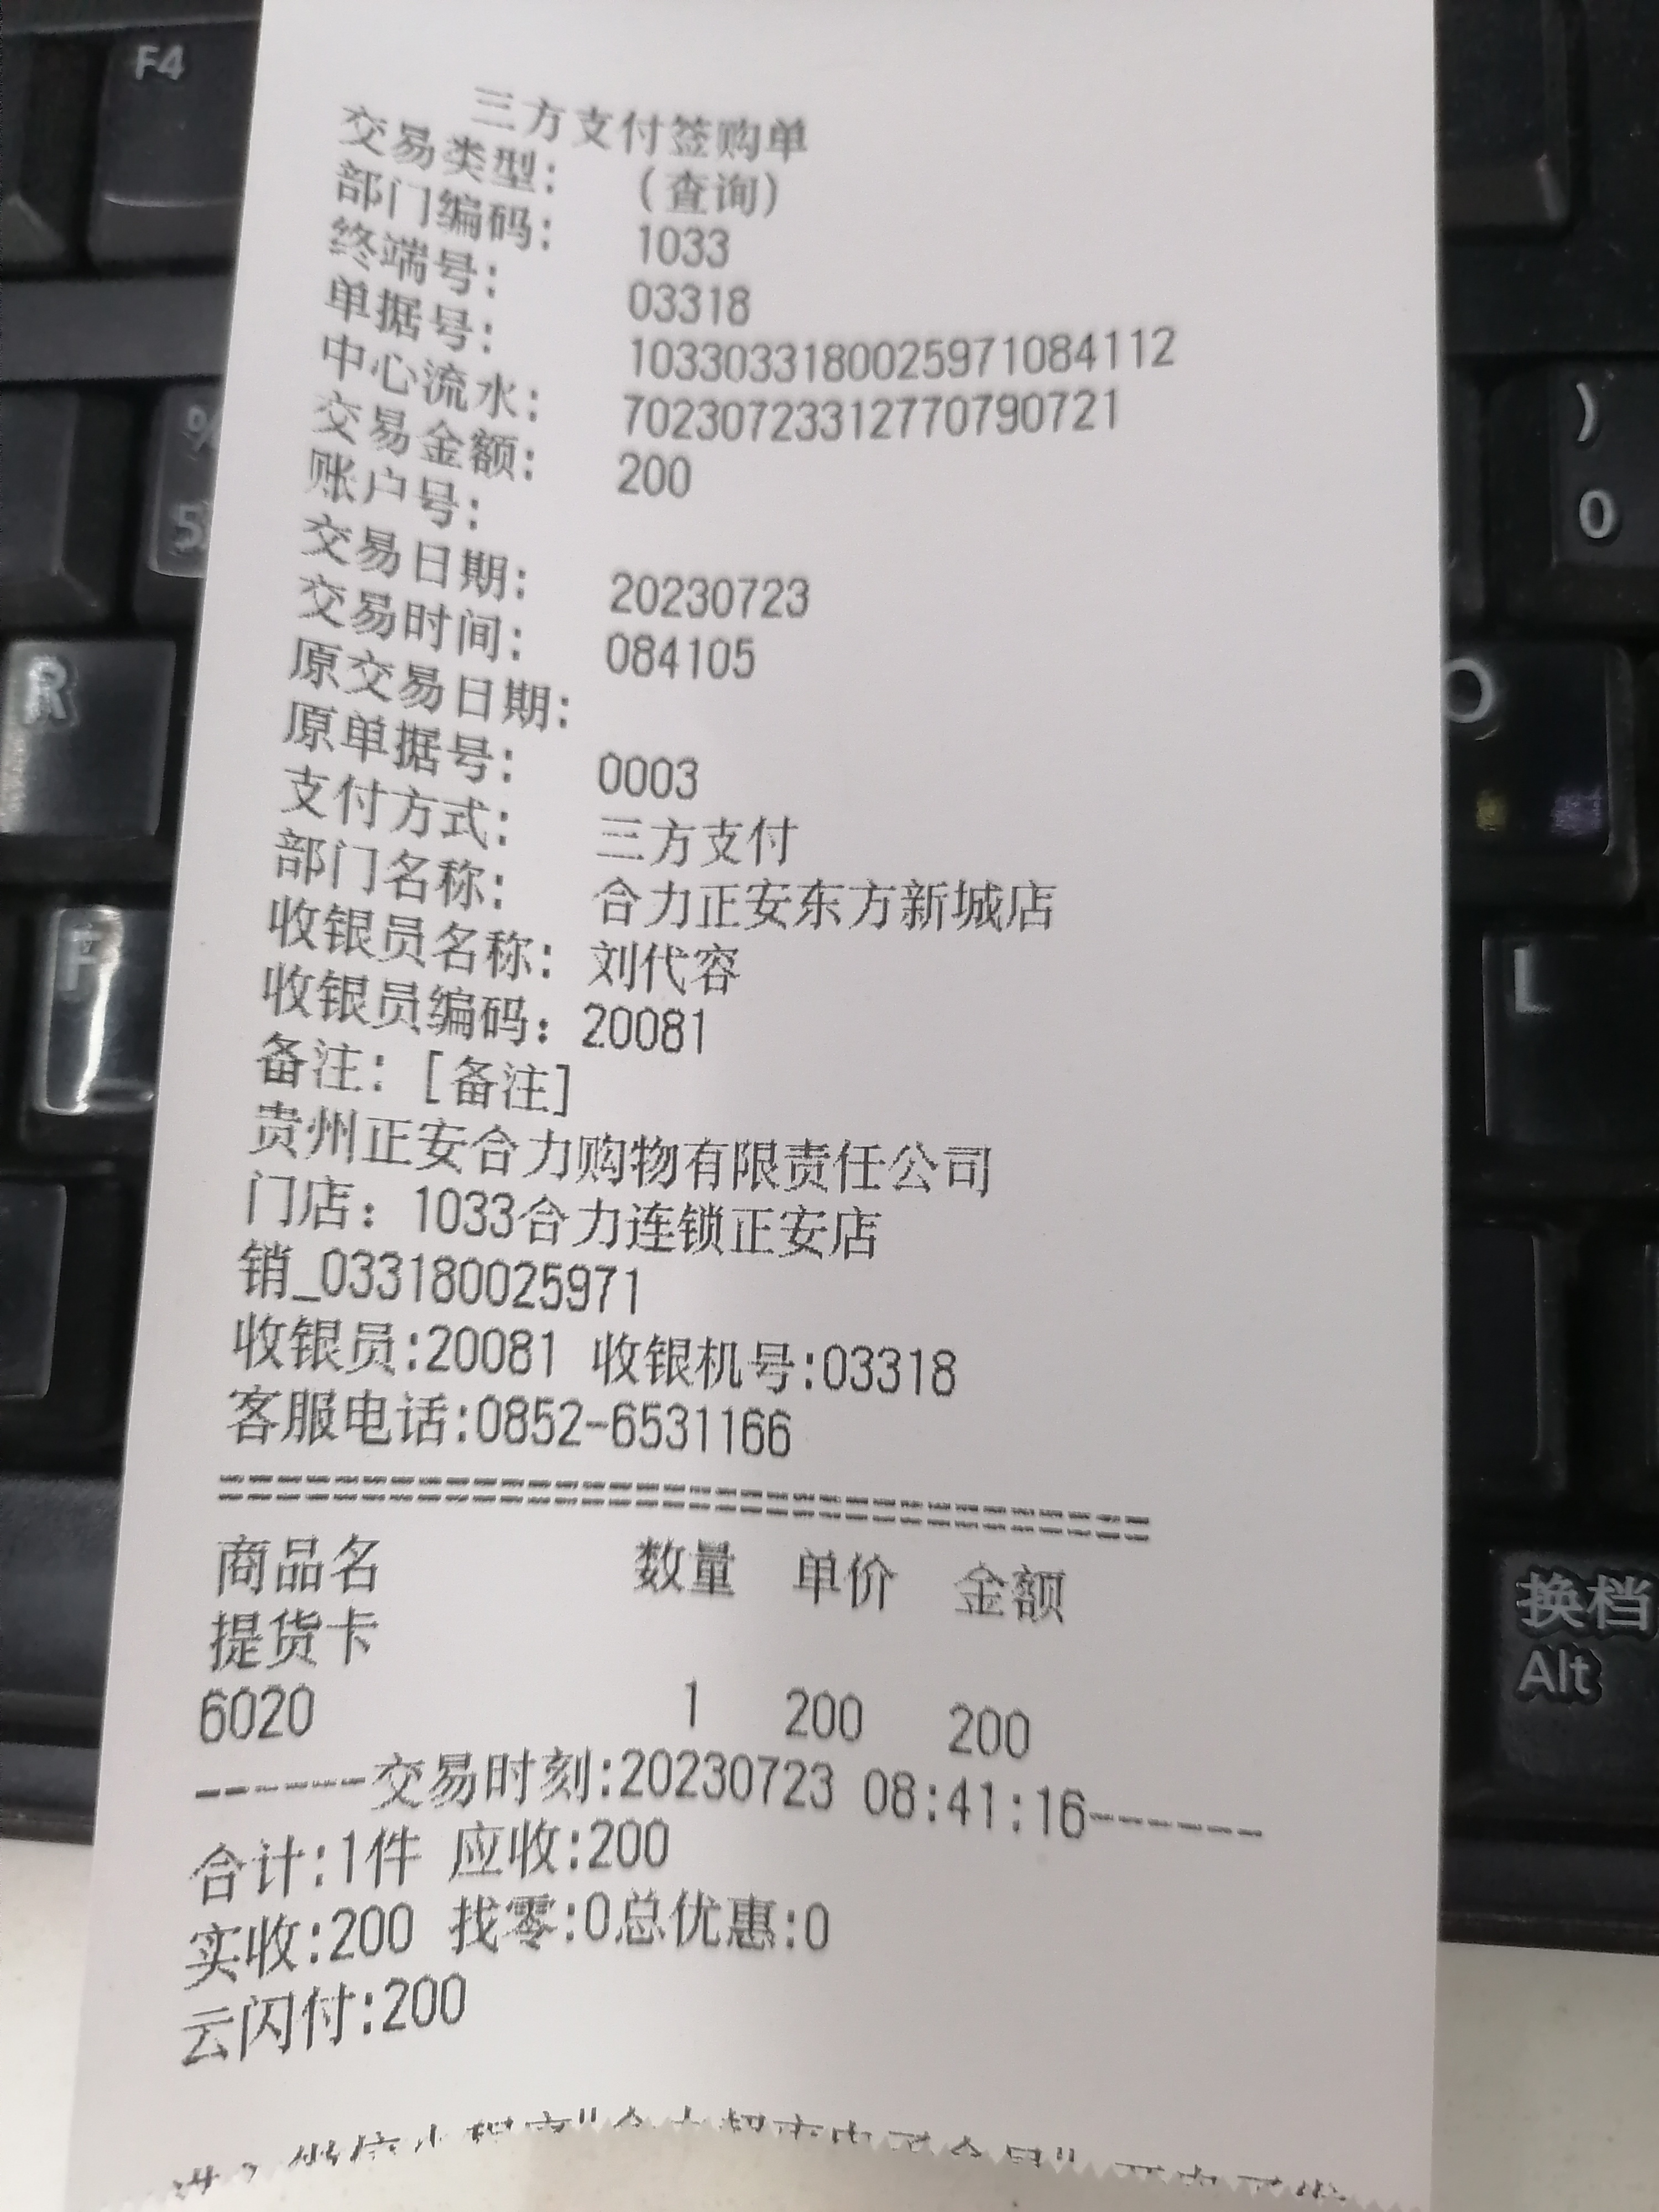 三方支付签购单
交易类型： （查询）
部门编码： 1033
终端号： 03318
单据号： 1033033180025971084112
中心流水： 70230723312770790721
交易金额： 200
账户号：
交易日期： 20230723
交易时间： 084105
原交易日期：
原单据号： 0003
支付方式： 三方支付
部门名称： 合力正安东方新城店
收银员名称： 刘代容
收银员编码： 20081
备注： [备注]
贵州正安合力购物有限责任公司
门店： 1033合力连锁正安店
销_033180025971
收银员:20081 收银机号:03318
客服电话:0852-6531166
==================================
商品名 数量 单价 金额
提货卡
6020 1 200 200
------交易时刻:20230723 08:41:16------
合计:1件 应收:200
实收:200 找零:0总优惠:0
云闪付:200
F4
%
5
R
F
)
0
O
L
换档
Alt